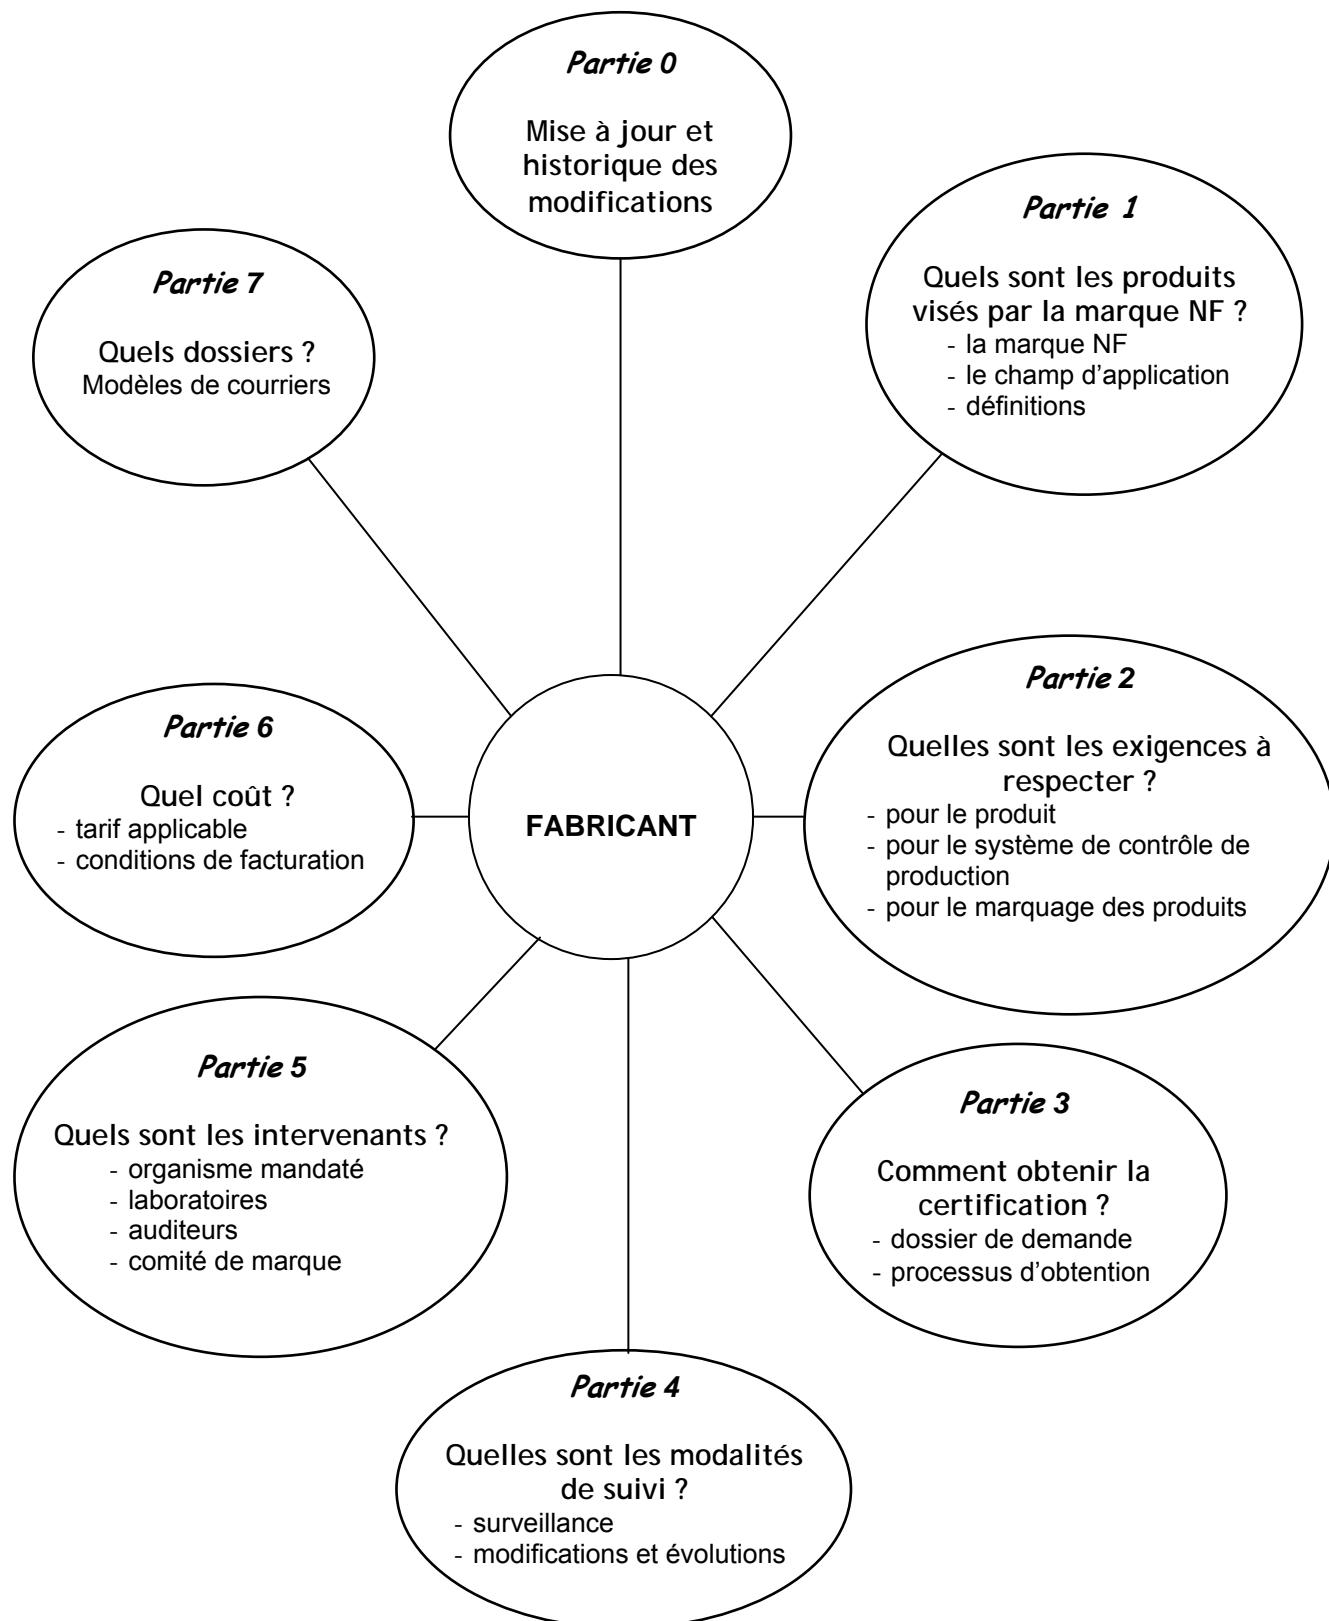 Partie 0
Mise à jour et
historique des
modifications
Partie 1
Quels sont les produits
visés par la marque NF ?
- la marque NF
- le champ d’application
- définitions
Partie 7
Quels dossiers ?
Modèles de courriers
Partie 2
Quelles sont les exigences à
respecter ?
- pour le produit
- pour le système de contrôle de
production
- pour le marquage des produits
Partie 6
Quel coût ?
- tarif applicable
- conditions de facturation
FABRICANT
Partie 5
Quels sont les intervenants ?
- organisme mandaté
- laboratoires
- auditeurs
- comité de marque
Partie 3
Comment obtenir la
certification ?
- dossier de demande
- processus d’obtention
Partie 4
Quelles sont les modalités
de suivi ?
- surveillance
- modifications et évolutions